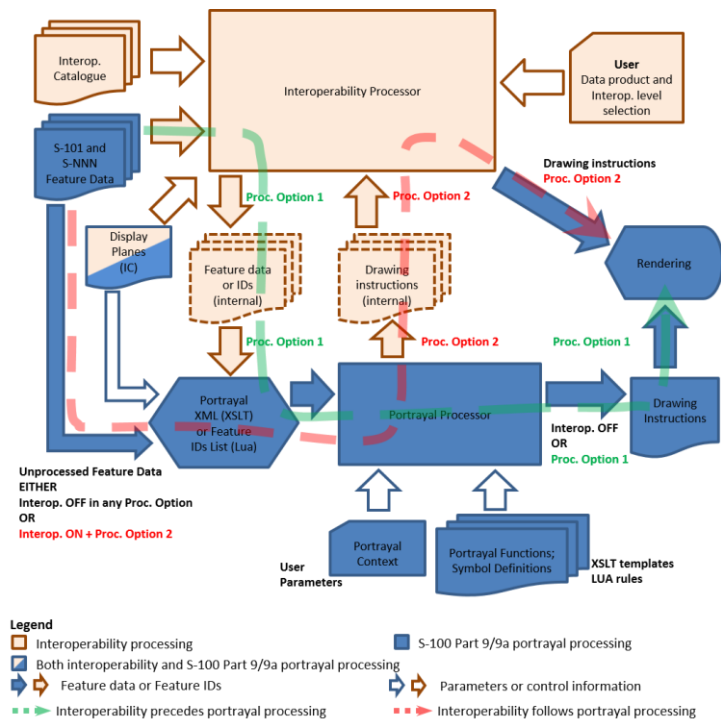 Interop.
Catalogue
Interoperability Processor
User
Data product and
Interop. level
selection
S-101 and
S-NNN
Feature Data
Proc. Option 1
Proc. Option 2
Drawing instructions
Proc. Option 2
Display
Planes
(IC)
Feature data
or IDs
(internal)
Drawing
instructions
(internal)
Rendering
Proc. Option 1
Proc. Option 2
Proc. Option 1
Portrayal
XML (XSLT)
or Feature
IDs List (Lua)
Portrayal Processor
Drawing
Instructions
Interop. OFF
OR
Proc. Option 1
Unprocessed Feature Data
EITHER
Interop. OFF in any Proc. Option
OR
Interop. ON + Proc. Option 2
User
Parameters
Portrayal
Context
Portrayal Functions;
Symbol Definitions
XSLT templates
LUA rules
Legend
Interoperability processing
S-100 Part 9/9a portrayal processing
Both interoperability and S-100 Part 9/9a portrayal processing
Feature data or Feature IDs
Parameters or control information
Interoperability precedes portrayal processing
Interoperability follows portrayal processing